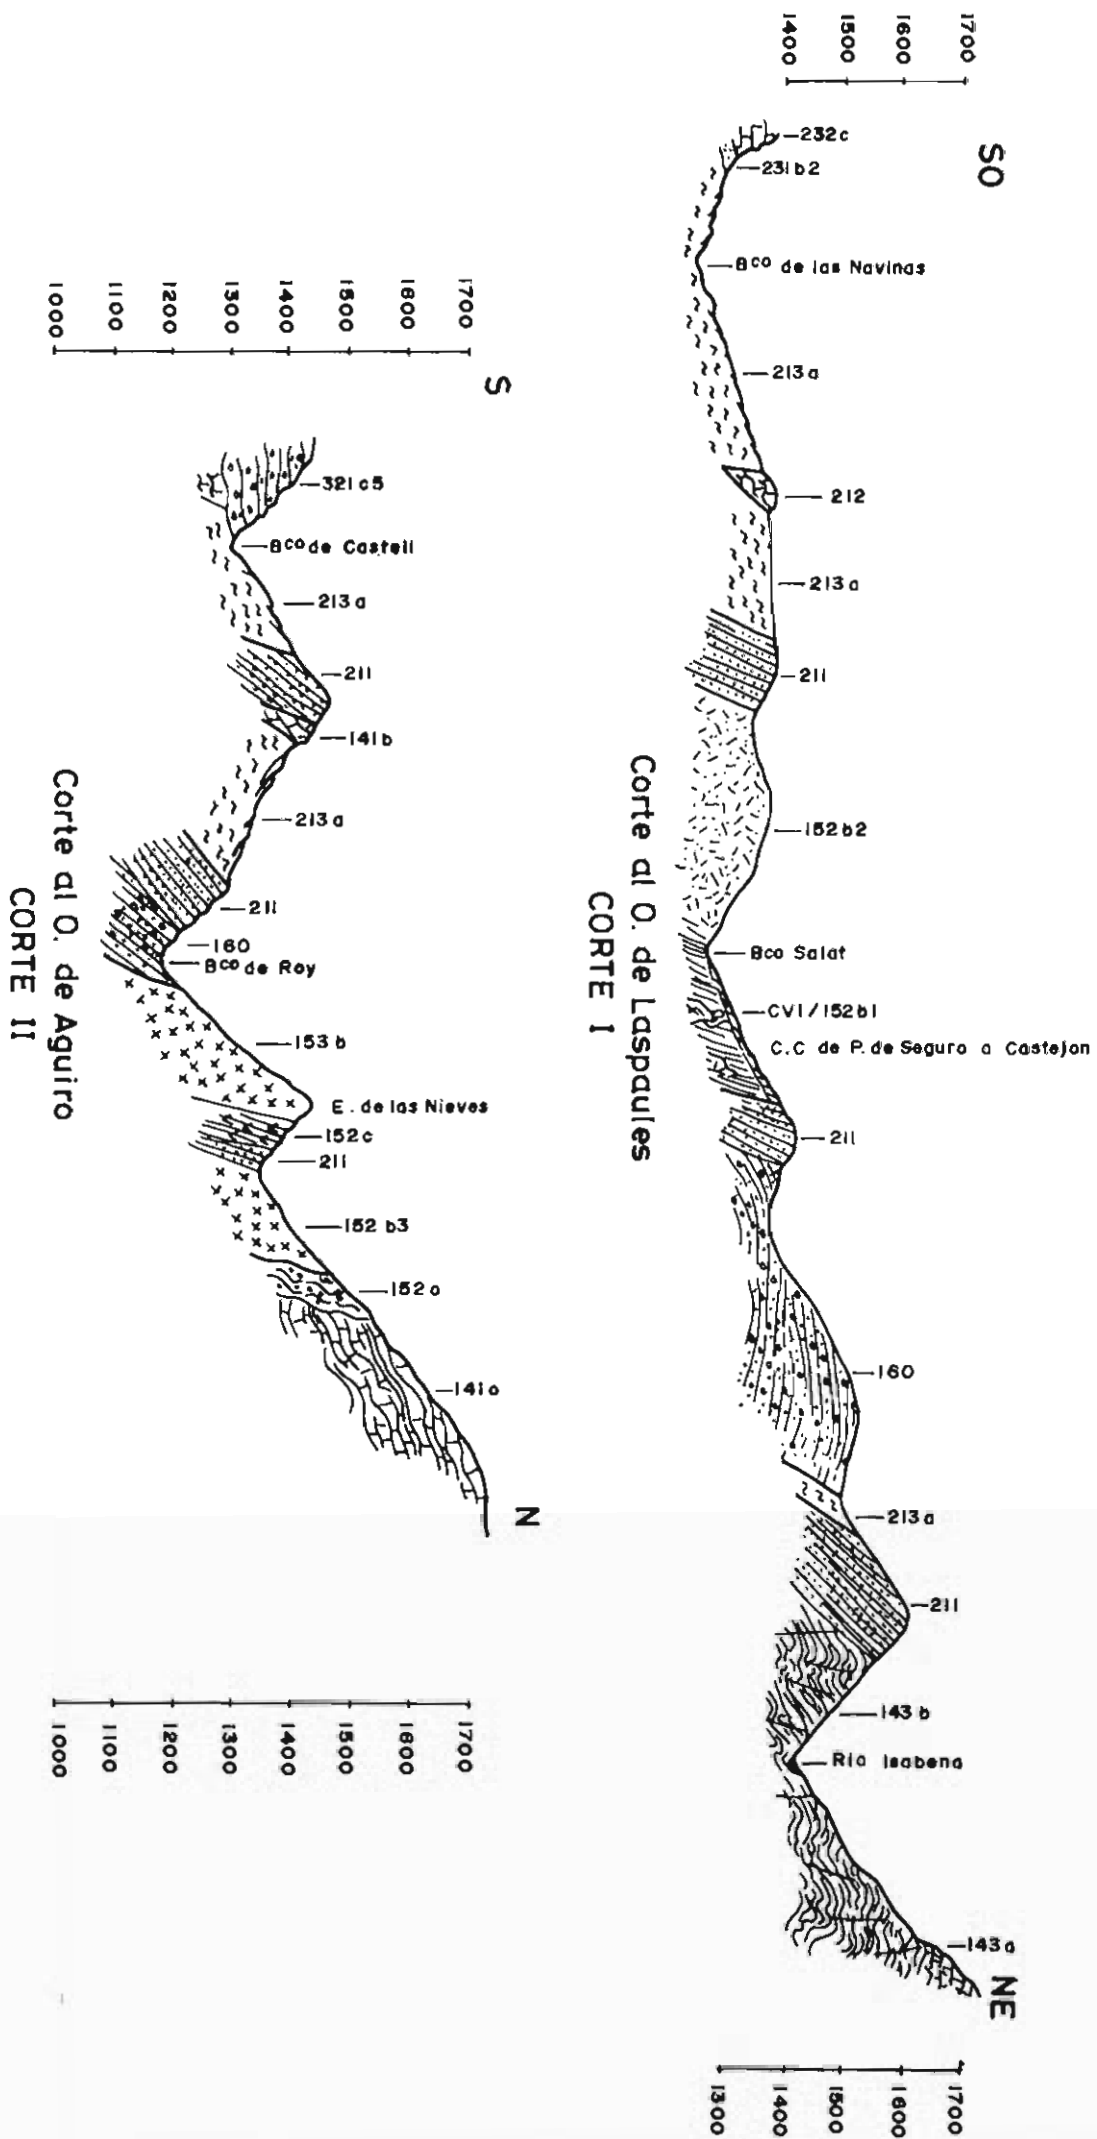 SO
1700
1600
1500
1400
232c
231b2
Bco de las Navinas
213a
212
213a
211
152b2
Bco Salat
CVI/152b1
C.C de P. de Seguro a Castejon
211
160
213a
211
143b
Rio Isabena
143a
NE
1700
1600
1500
1400
1300
Corte al O. de Laspaules
CORTE I
S
1700
1800
1500
1400
1300
1200
1100
1000
321c5
Bco de Castell
213a
211
141b
213a
211
160
Bco de Roy
153b
E. de las Nieves
152c
211
152b3
152a
141a
N
1700
1600
1500
1400
1300
1200
1100
1000
Corte al O. de Aguiro
CORTE II